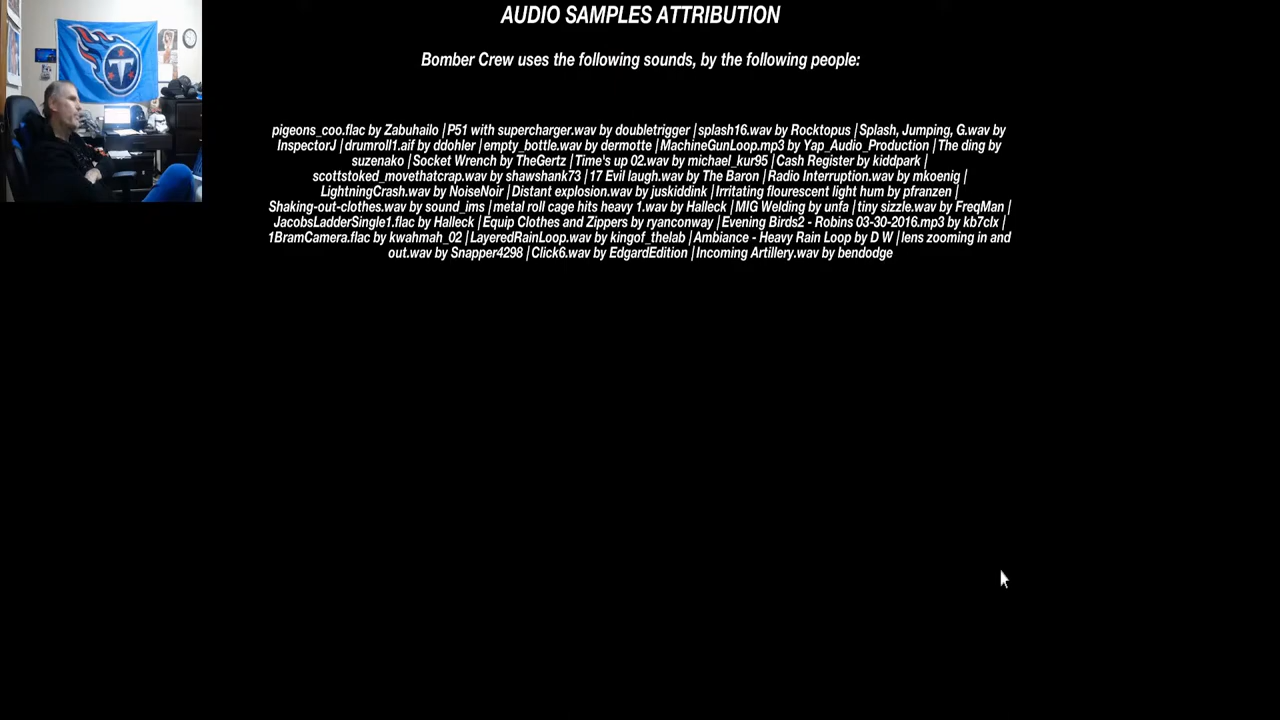 AUDIO SAMPLES ATTRIBUTION
Bomber Crew uses the following sounds, by the following people:
pigeons_coo.flac by Zabuhailo | P51 with supercharger.wav by doubletrigger | splash16.wav by Rocktopus | Splash, Jumping, G.wav by
InspectorJ | drumroll1.aif by ddohler | empty_bottle.wav by dermotte | MachineGunLoop.mp3 by Yap_Audio_Production | The ding by
suzenako | Socket Wrench by TheGertz | Time's up 02.wav by michael_kur95 | Cash Register by kiddpark |
scottstoked_movethatcrap.wav by shawshank73 | 17 Evil laugh.wav by The Baron | Radio Interruption.wav by mkoenig |
LightningCrash.wav by NoiseNoir | Distant explosion.wav by juskiddink | Irritating flourescent light hum by pfranzen |
Shaking-out-clothes.wav by sound_ims | metal roll cage hits heavy 1.wav by Halleck | MIG Welding by unfa | tiny sizzle.wav by FreqMan |
JacobsLadderSingle1.flac by Halleck | Equip Clothes and Zippers by ryanconway | Evening Birds2 - Robins 03-30-2016.mp3 by kb7clx |
1BramCamera.flac by kwahmah_02 | LayeredRainLoop.wav by kingof_thelab | Ambiance - Heavy Rain Loop by D W | lens zooming in and
out.wav by Snapper4298 | Click6.wav by EdgardEdition | Incoming Artillery.wav by bendodge
T